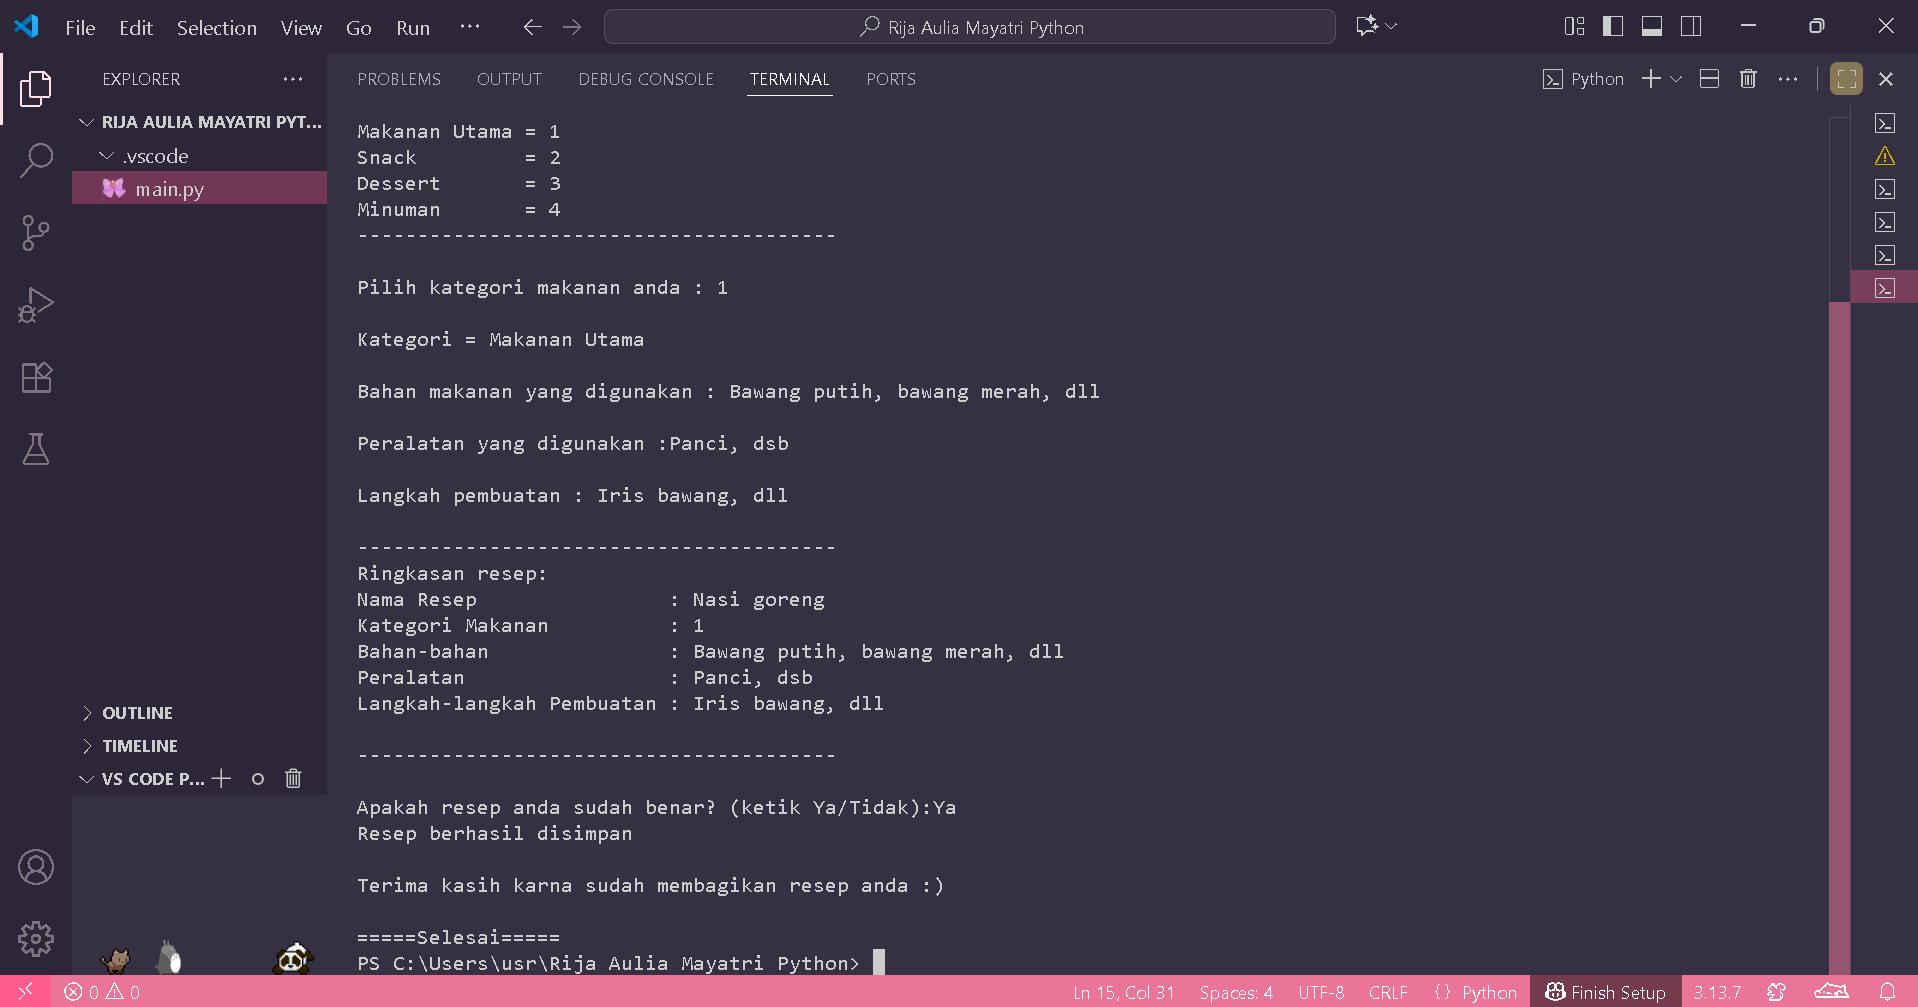 File Edit Selection View Go Run ···
Rija Aulia Mayatri Python
EXPLORER
RIJA AULIA MAYATRI PYT...
.vscode
main.py
OUTLINE
TIMELINE
VS CODE P...
PROBLEMS OUTPUT DEBUG CONSOLE TERMINAL PORTS
Python
Makanan Utama = 1
Snack         = 2
Dessert       = 3
Minuman       = 4
----------------------------------------
Pilih kategori makanan anda : 1
Kategori = Makanan Utama
Bahan makanan yang digunakan : Bawang putih, bawang merah, dll
Peralatan yang digunakan :Panci, dsb
Langkah pembuatan : Iris bawang, dll
----------------------------------------
Ringkasan resep:
Nama Resep                : Nasi goreng
Kategori Makanan          : 1
Bahan-bahan               : Bawang putih, bawang merah, dll
Peralatan                 : Panci, dsb
Langkah-langkah Pembuatan : Iris bawang, dll
----------------------------------------
Apakah resep anda sudah benar? (ketik Ya/Tidak):Ya
Resep berhasil disimpan
Terima kasih karna sudah membagikan resep anda :)
=====Selesai=====
PS C:\Users\usr\Rija Aulia Mayatri Python>
0 0 Ln 15, Col 31 Spaces: 4 UTF-8 CRLF {} Python Finish Setup 3.13.7